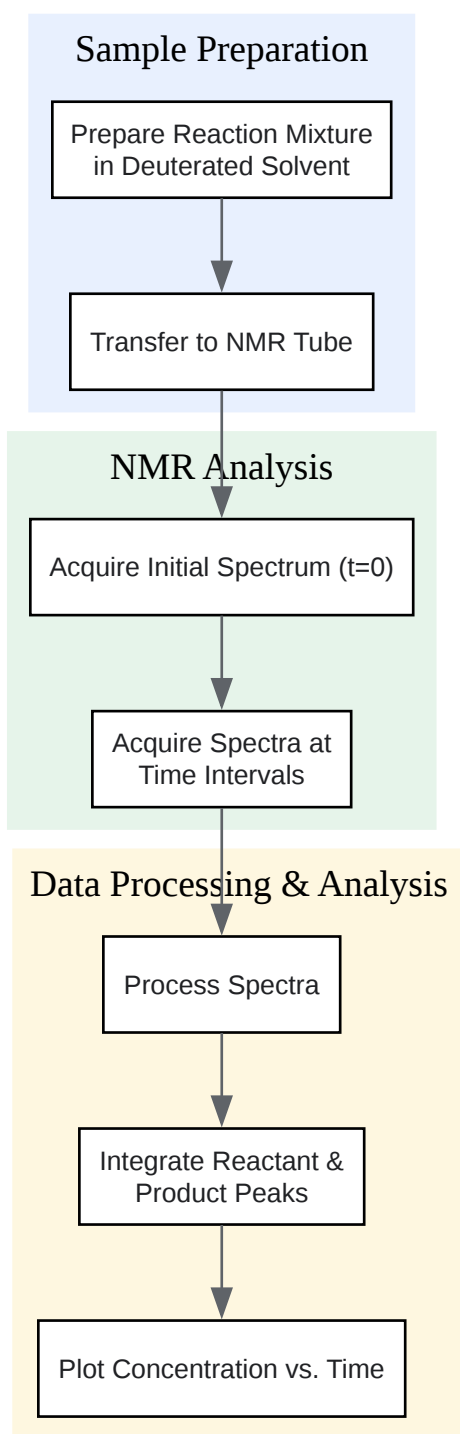 Sample Preparation
Prepare Reaction Mixture
in Deuterated Solvent
Transfer to NMR Tube
NMR Analysis
Acquire Initial Spectrum (t=0)
Acquire Spectra at
Time Intervals
Data Processing & Analysis
Process Spectra
Integrate Reactant &
Product Peaks
Plot Concentration vs. Time